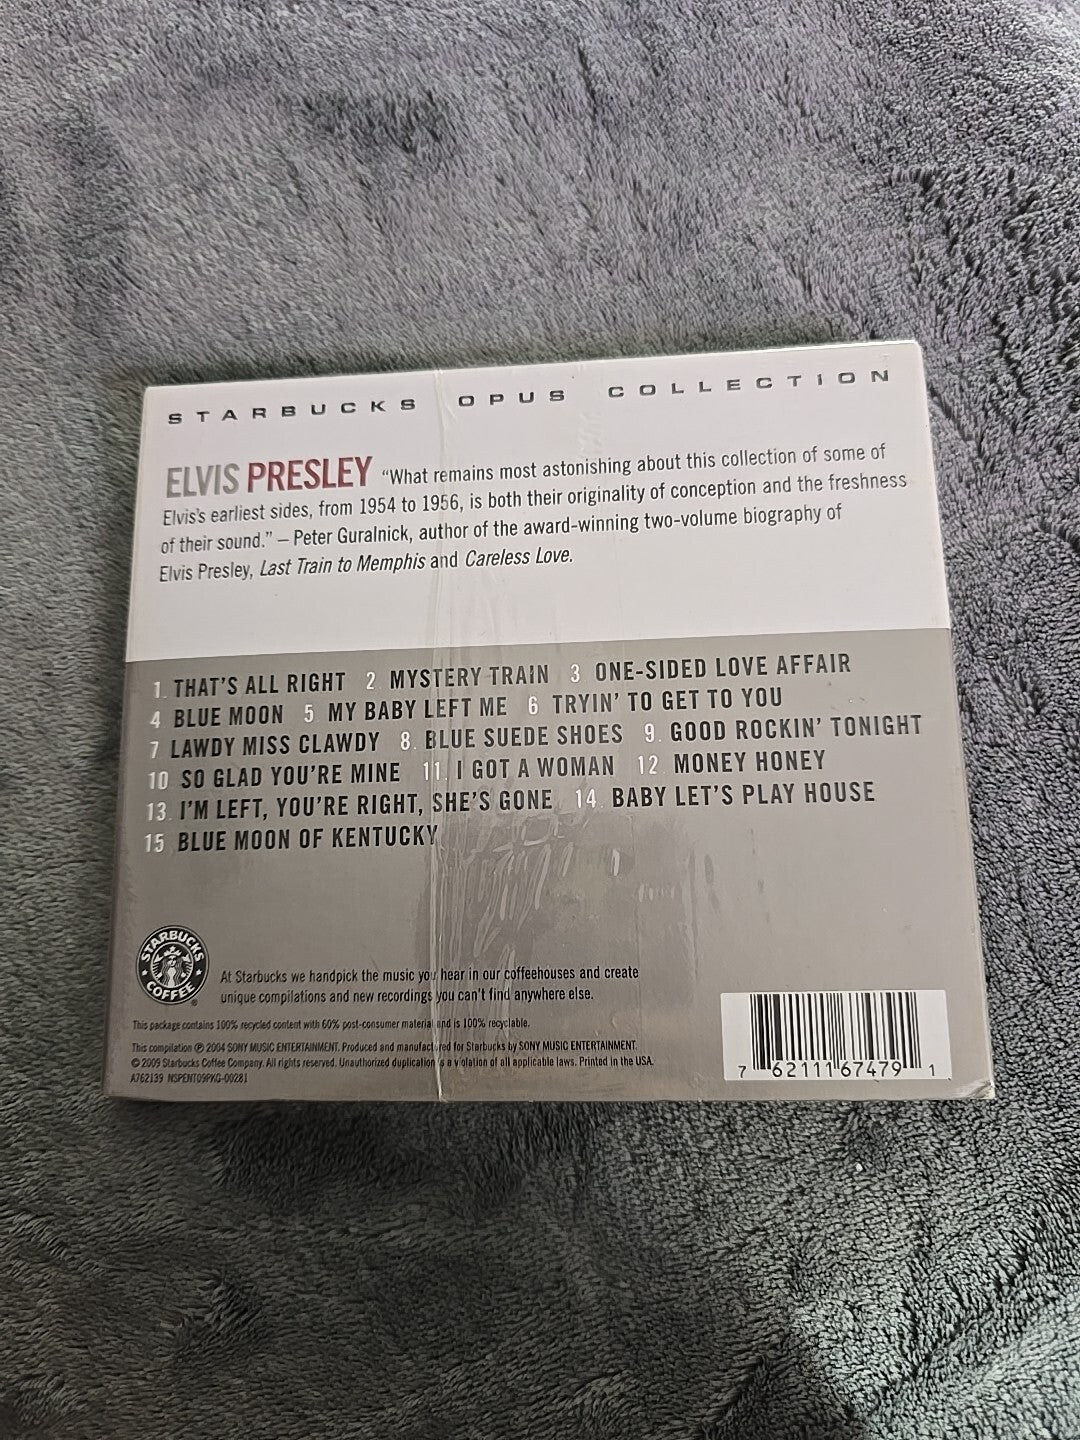 STARBUCKS OPUS COLLECTION
ELVIS PRESLEY “What remains most astonishing about this collection of some of
Elvis’s earliest sides, from 1954 to 1956, is both their originality of conception and the freshness
of their sound.” – Peter Guralnick, author of the award-winning two-volume biography of
Elvis Presley, Last Train to Memphis and Careless Love.
1 THAT’S ALL RIGHT 2 MYSTERY TRAIN 3 ONE-SIDED LOVE AFFAIR
4 BLUE MOON 5 MY BABY LEFT ME 6 TRYIN’ TO GET TO YOU
7 LAWDY MISS CLAWDY 8 BLUE SUEDE SHOES 9 GOOD ROCKIN’ TONIGHT
10 SO GLAD YOU’RE MINE 11 I GOT A WOMAN 12 MONEY HONEY
13 I’M LEFT, YOU’RE RIGHT, SHE’S GONE 14 BABY LET’S PLAY HOUSE
15 BLUE MOON OF KENTUCKY
STARBUCKS
COFFEE
At Starbucks we handpick the music you hear in our coffeehouses and create
unique compilations and new recordings you can’t find anywhere else.
This package contains 100% recycled content with 60% post-consumer material and is 100% recyclable.
This compilation ℗ 2004 SONY MUSIC ENTERTAINMENT. Produced and manufactured for Starbucks by SONY MUSIC ENTERTAINMENT.
© 2009 Starbucks Coffee Company. All rights reserved. Unauthorized duplication is a violation of all applicable laws. Printed in the USA.
A762139 NSPENT09PKG-00281
7 62111 67479 1